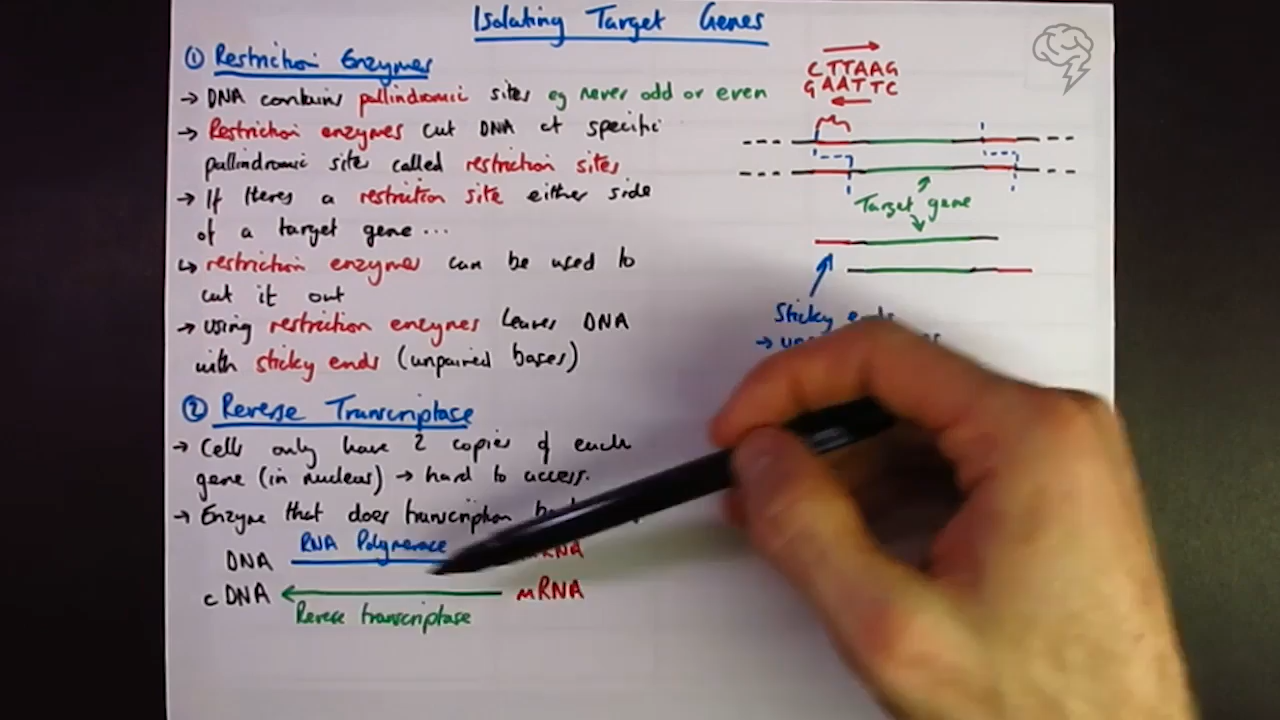 Isolating Target Genes
① Restriction Enzymes
→ DNA contains pallindromic sites eg never odd or even
→ Restriction enzymes cut DNA at specific
pallindromic site called restriction sites
→ If theres a restriction site either side
of a target gene...
↳ restriction enzymes can be used to
cut it out
→ using restriction enzymes leaves DNA
with sticky ends (unpaired bases)
② Reverse Transcriptase
→ Cells only have 2 copies of each
gene (in nucleus) → hard to access.
→ Enzyme that does transcription
DNA RNA Polymerase
cDNA ← mRNA
Reverse transcriptase
CTTAAG
GAATTC
Target gene
Sticky ends
→